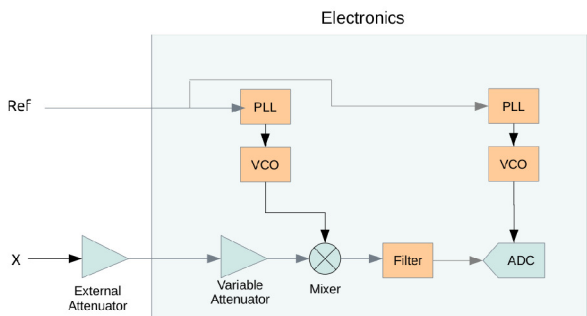 Electronics
Ref
PLL
PLL
VCO
VCO
X
External
Attenuator
Variable
Attenuator
Mixer
Filter
ADC